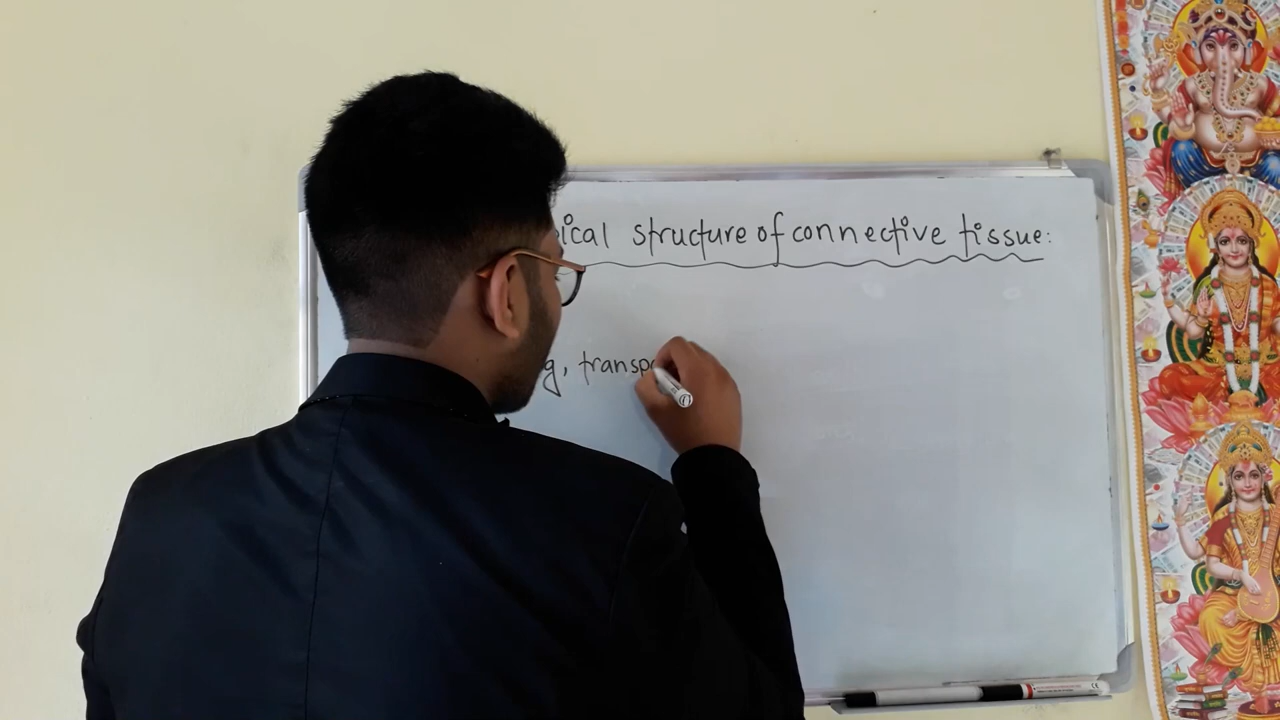 ical structure of connective tissue:
g, transp